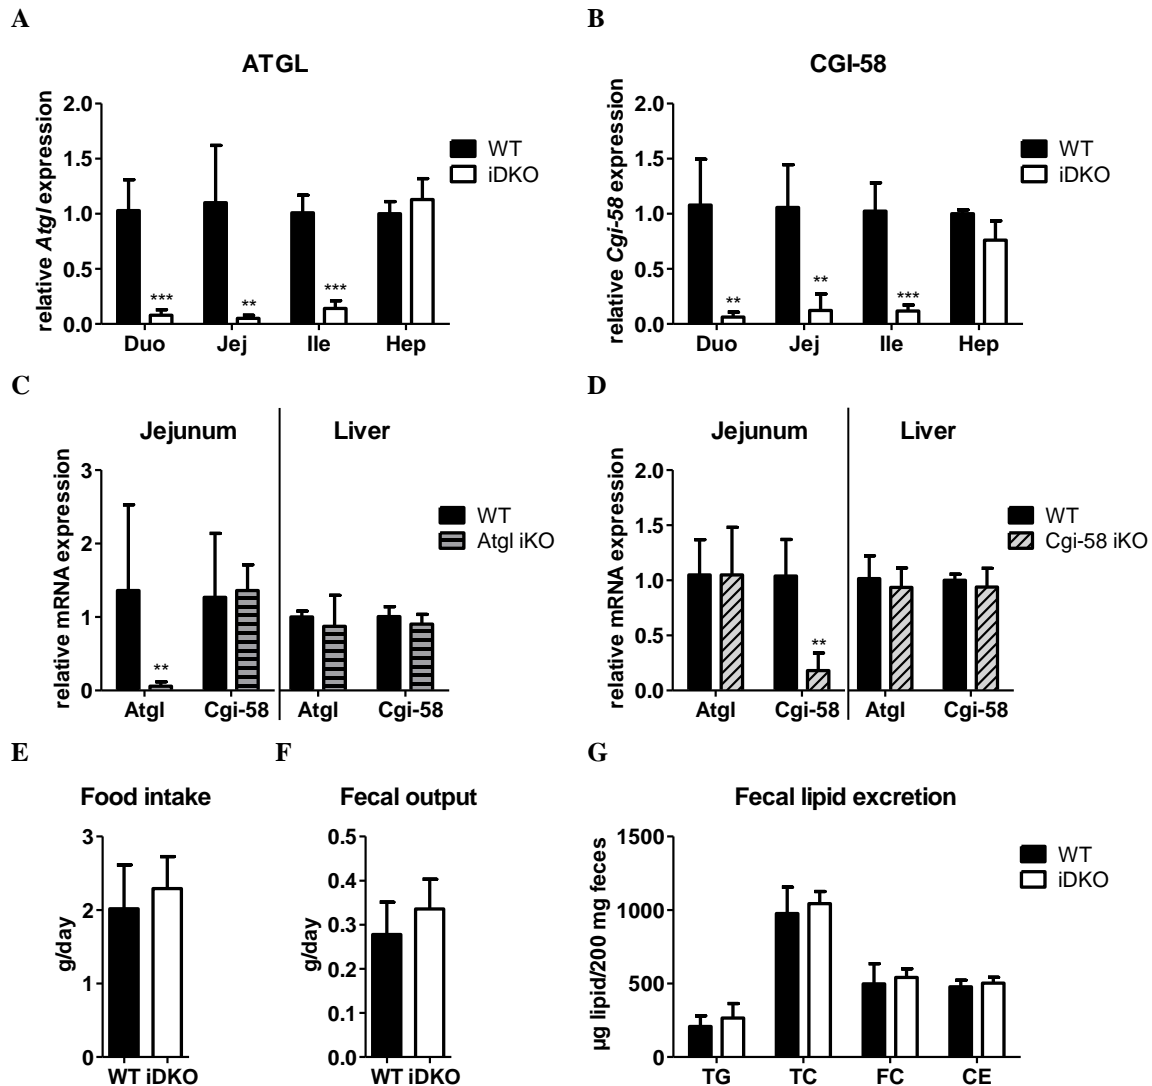 A
ATGL
relative Atgl expression
2.0
1.5
1.0
0.5
0.0
***
**
***
Duo Jej Ile Hep
WT
iDKO
B
CGI-58
relative Cgi-58 expression
2.0
1.5
1.0
0.5
0.0
**
**
***
Duo Jej Ile Hep
WT
iDKO
C
Jejunum Liver
relative mRNA expression
3
2
1
0
**
Atgl Cgi-58 Atgl Cgi-58
WT
Atgl iKO
D
Jejunum Liver
relative mRNA expression
2.0
1.5
1.0
0.5
0.0
**
Atgl Cgi-58 Atgl Cgi-58
WT
Cgi-58 iKO
E
Food intake
g/day
3
2
1
0
WT iDKO
F
Fecal output
g/day
0.5
0.4
0.3
0.2
0.1
0.0
WT iDKO
G
Fecal lipid excretion
µg lipid/200 mg feces
1500
1000
500
0
TG TC FC CE
WT
iDKO